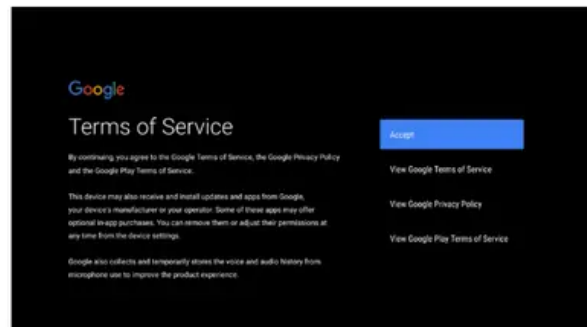 Google
Terms of Service
By continuing, you agree to the Google Terms of Service, the Google Privacy Policy
and the Google Play Terms of Service.
This device may also receive and install updates and apps from Google,
your device's manufacturer or your operator. Some of these apps may offer
optional in-app purchases. You can remove them or adjust their permissions at
any time from the device settings.
Google also collects and temporarily stores the voice and audio history from
microphone use to improve the product experience.
Accept
View Google Terms of Service
View Google Privacy Policy
View Google Play Terms of Service